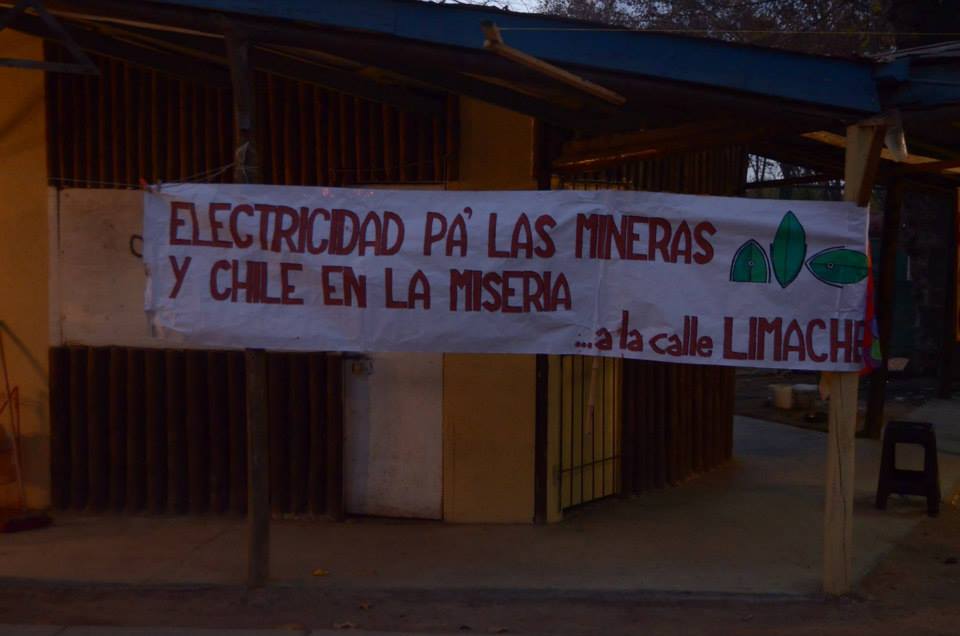 ELECTRICIDAD PA' LAS MINERAS
Y CHILE EN LA MISERIA
...a la calle LIMACHE